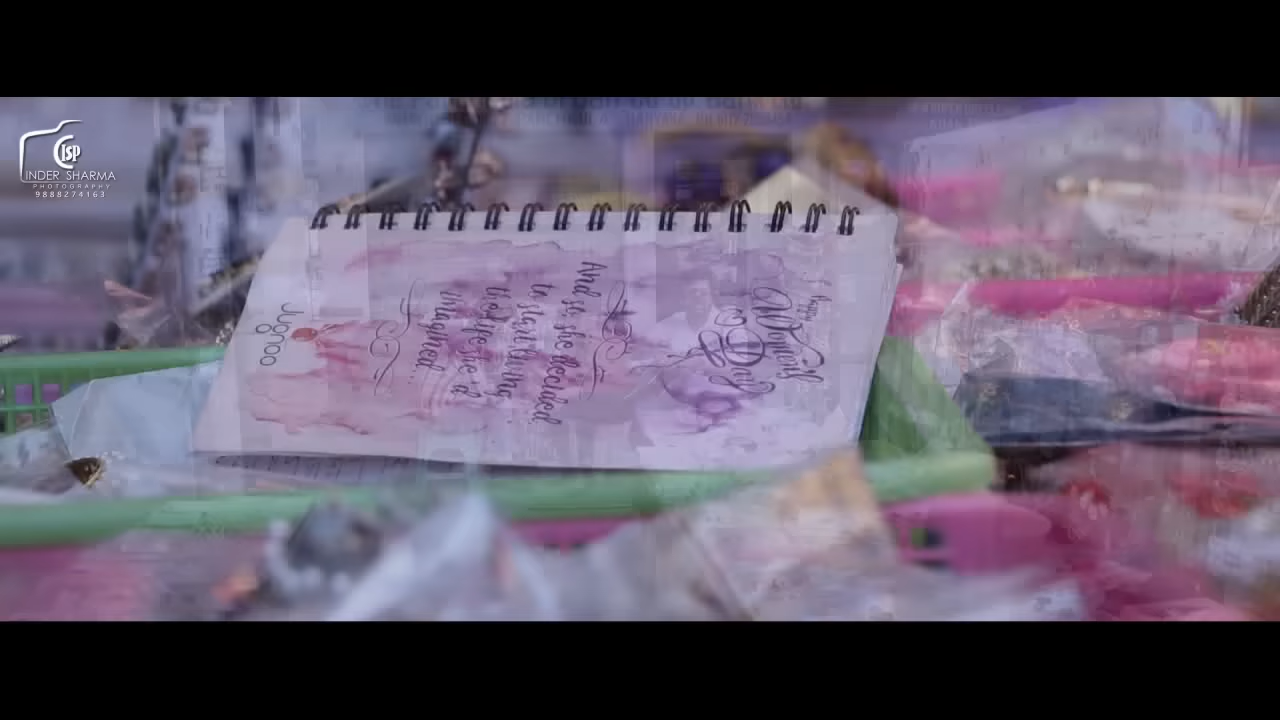 ISP
INDER SHARMA
PHOTOGRAPHY
9888274163
Happy
Women's
Day
And so she decided
to start living
the life she'd
imagined...
Jugnoo